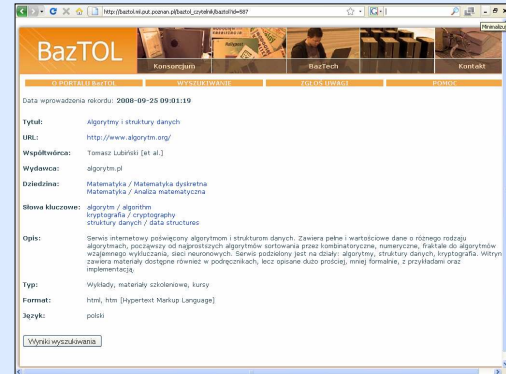 http://baztol.nii.put.poznan.pl/baztol_czytelnik/baztol?id=587
Minimalizuj
BazTOL
Konsorcjum
BazTech
Kontakt
O PORTALU BazTOL
WYSZUKIWANIE
ZGŁOŚ UWAGI
POMOC
Data wprowadzenia rekordu: 2008-09-25 09:01:19
Tytuł: Algorytmy i struktury danych
URL: http://www.algorytm.org/
Współtwórca: Tomasz Lubiński [et al.]
Wydawca: algorytm.pl
Dziedzina: Matematyka / Matematyka dyskretna
Matematyka / Analiza matematyczna
Słowa kluczowe: algorytm / algorithm
kryptografia / cryptography
struktury danych / data structures
Opis: Serwis internetowy poświęcony algorytmom i strukturom danych. Zawiera pełne i wartościowe dane o różnego rodzaju
algorytmach, począwszy od najprostszych algorytmów sortowania przez kombinatoryczne, numeryczne, fraktale do algorytmów
wzajemnego wykluczania, sieci neuronowych. Serwis podzielony jest na działy: algorytmy, struktury danych, kryptografia. Witryn
zawiera materiały dostępne również w podręcznikach, lecz opisane dużo prościej, mniej formalnie, z przykładami oraz
implementacją.
Typ: Wykłady, materiały szkoleniowe, kursy
Format: html, htm [Hypertext Markup Language]
Język: polski
Wyniki wyszukiwania